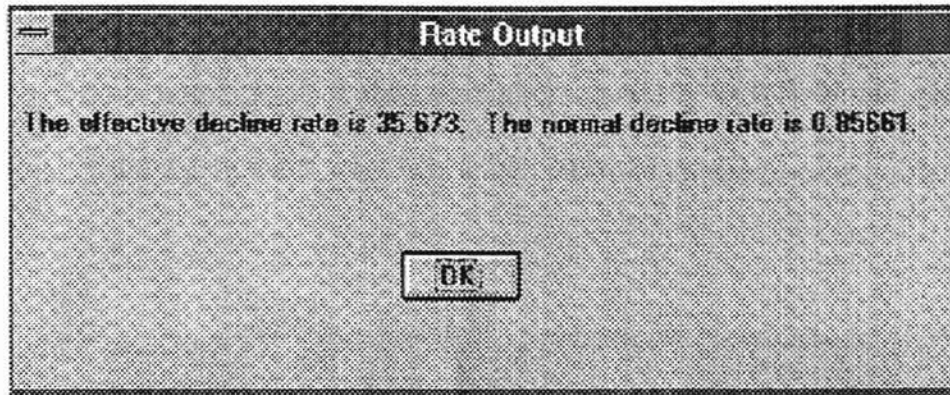 Rate Output
The effective decline rate is 35.673. The normal decline rate is 0.85661.
OK